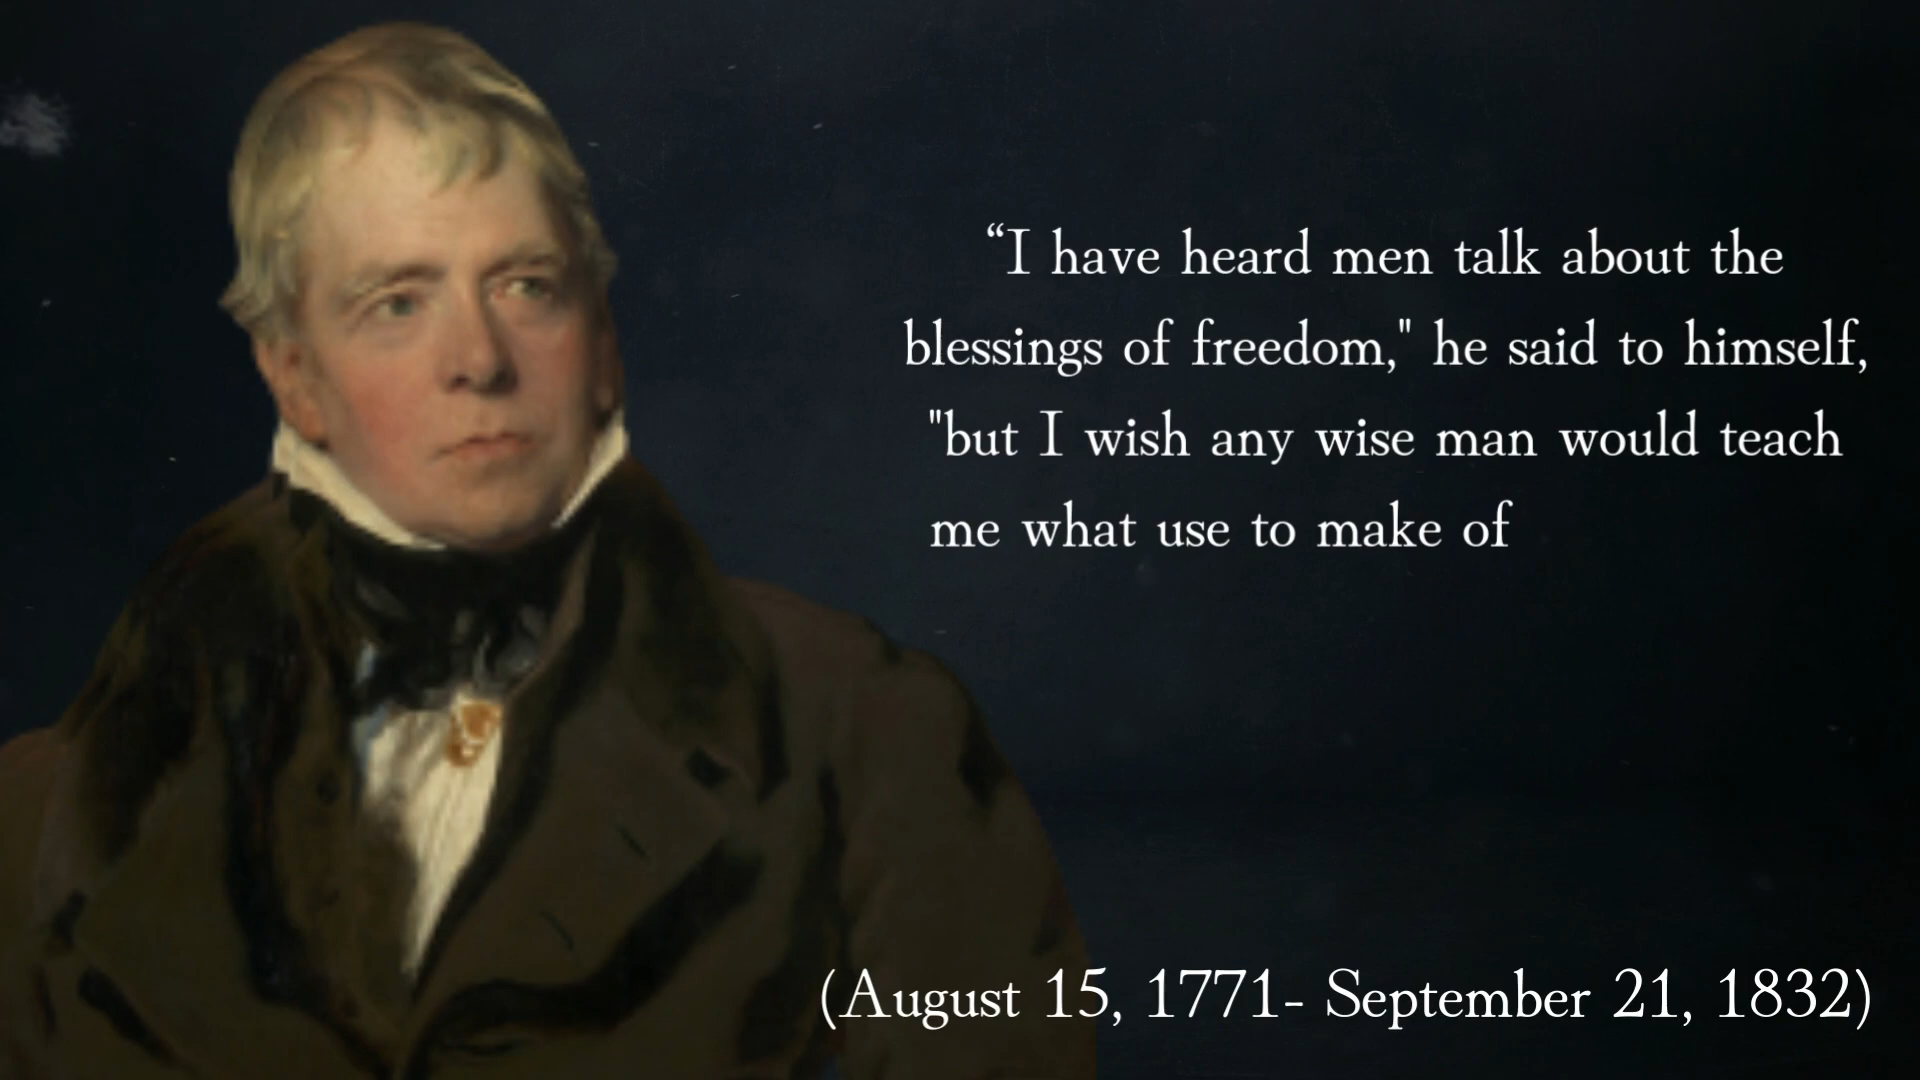 “I have heard men talk about the
blessings of freedom," he said to himself,
"but I wish any wise man would teach
me what use to make of
(August 15, 1771- September 21, 1832)